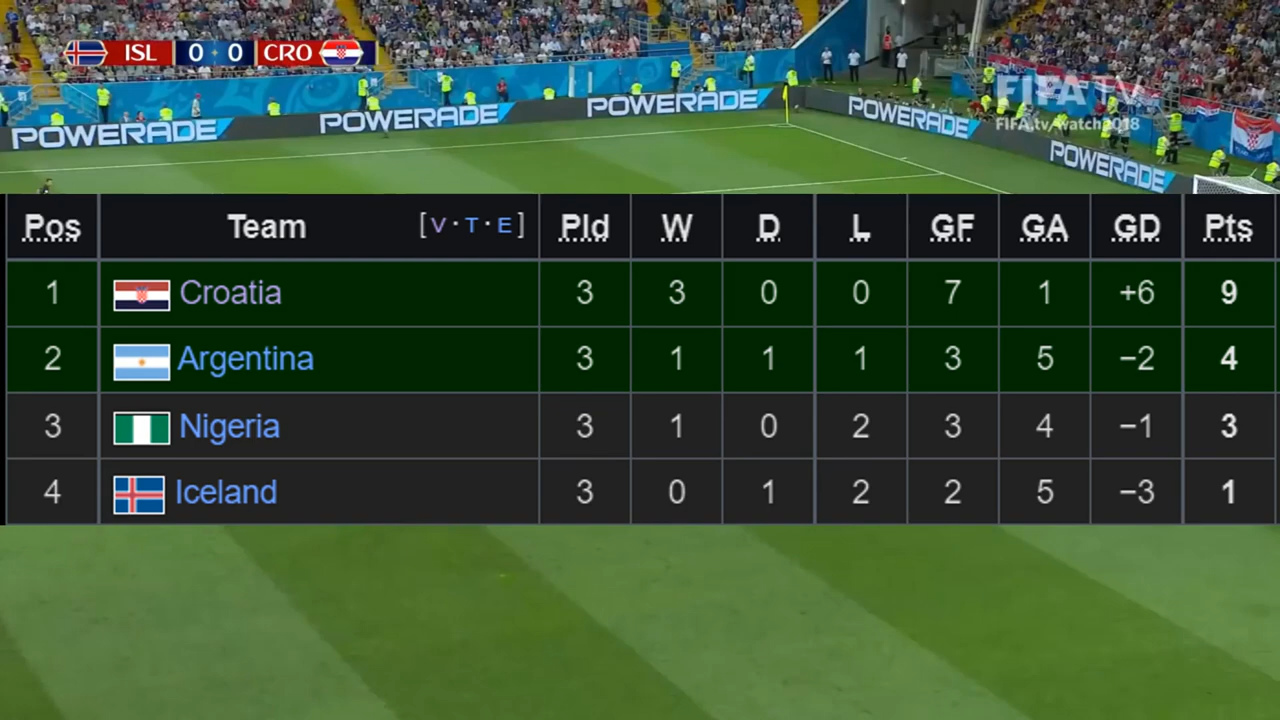 ISL 0 0 CRO
FIFA TV
FIFA.tv/watch2018
POWERADE POWERADE POWERADE POWERADE POWERADE
Pos Team [V·T·E] Pld W D L GF GA GD Pts
1 Croatia 3 3 0 0 7 1 +6 9
2 Argentina 3 1 1 1 3 5 −2 4
3 Nigeria 3 1 0 2 3 4 −1 3
4 Iceland 3 0 1 2 2 5 −3 1